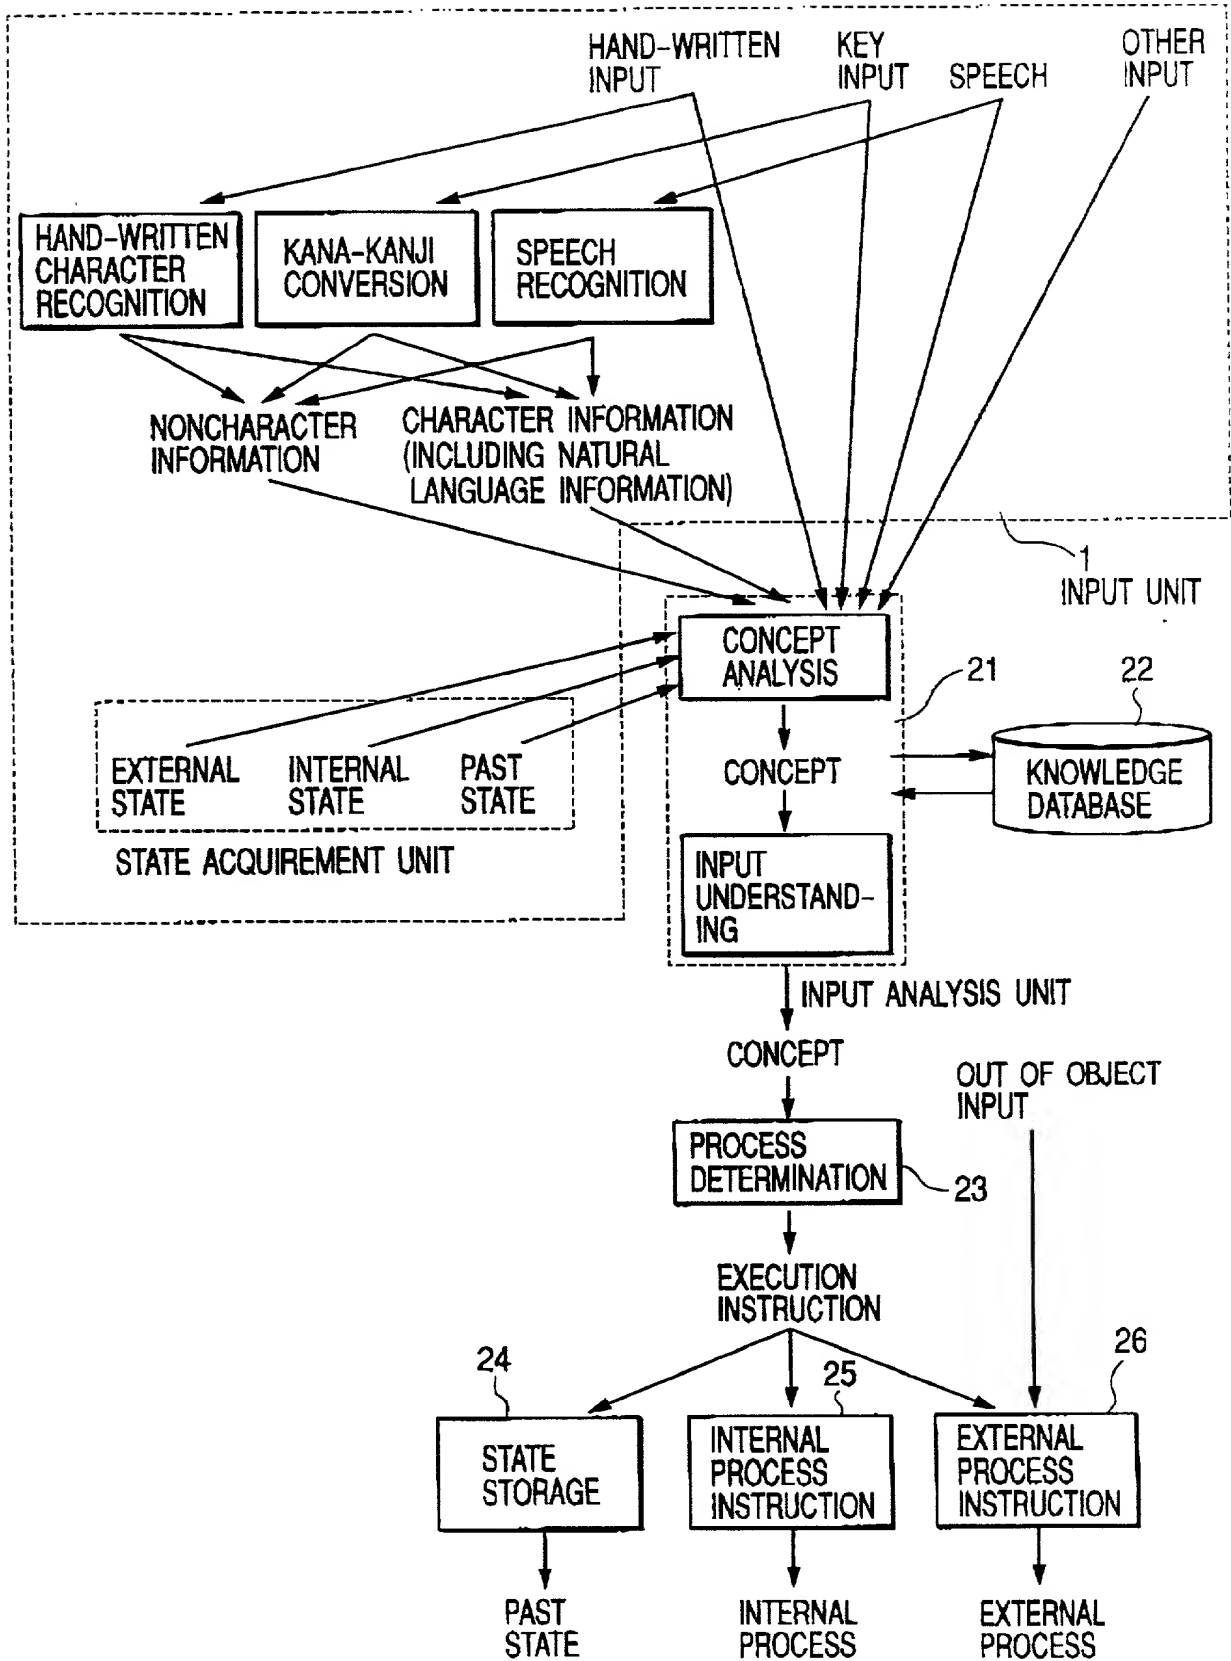 HAND-WRITTEN
INPUT
KEY
INPUT
SPEECH
OTHER
INPUT
HAND-WRITTEN
CHARACTER
RECOGNITION
KANA-KANJI
CONVERSION
SPEECH
RECOGNITION
NONCHARACTER
INFORMATION
CHARACTER INFORMATION
(INCLUDING NATURAL
LANGUAGE INFORMATION)
1
INPUT UNIT
CONCEPT
ANALYSIS
21
22
EXTERNAL
STATE
INTERNAL
STATE
PAST
STATE
STATE ACQUIREMENT UNIT
CONCEPT
KNOWLEDGE
DATABASE
INPUT
UNDERSTAND-
ING
INPUT ANALYSIS UNIT
CONCEPT
OUT OF OBJECT
INPUT
PROCESS
DETERMINATION
23
EXECUTION
INSTRUCTION
24
25
26
STATE
STORAGE
INTERNAL
PROCESS
INSTRUCTION
EXTERNAL
PROCESS
INSTRUCTION
PAST
STATE
INTERNAL
PROCESS
EXTERNAL
PROCESS